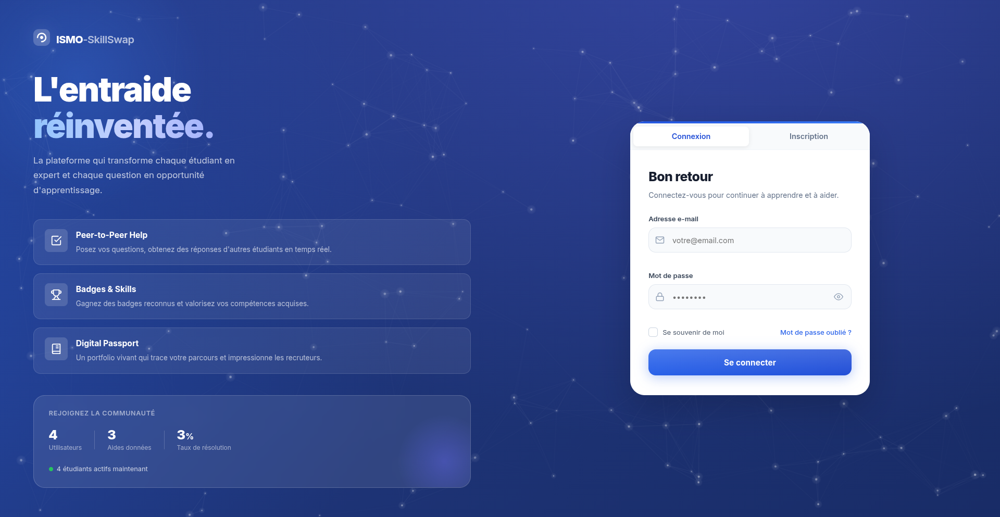 ISMO-SkillSwap
L'entraide
réinventée.
La plateforme qui transforme chaque étudiant en
expert et chaque question en opportunité
d'apprentissage.
Peer-to-Peer Help
Posez vos questions, obtenez des réponses d'autres étudiants en temps réel.
Badges & Skills
Gagnez des badges reconnus et valorisez vos compétences acquises.
Digital Passport
Un portfolio vivant qui trace votre parcours et impressionne les recruteurs.
REJOIGNEZ LA COMMUNAUTÉ
4 3 3%
Utilisateurs Aides données Taux de résolution
4 étudiants actifs maintenant
Connexion Inscription
Bon retour
Connectez-vous pour continuer à apprendre et à aider.
Adresse e-mail
votre@email.com
Mot de passe
••••••••
Se souvenir de moi Mot de passe oublié ?
Se connecter